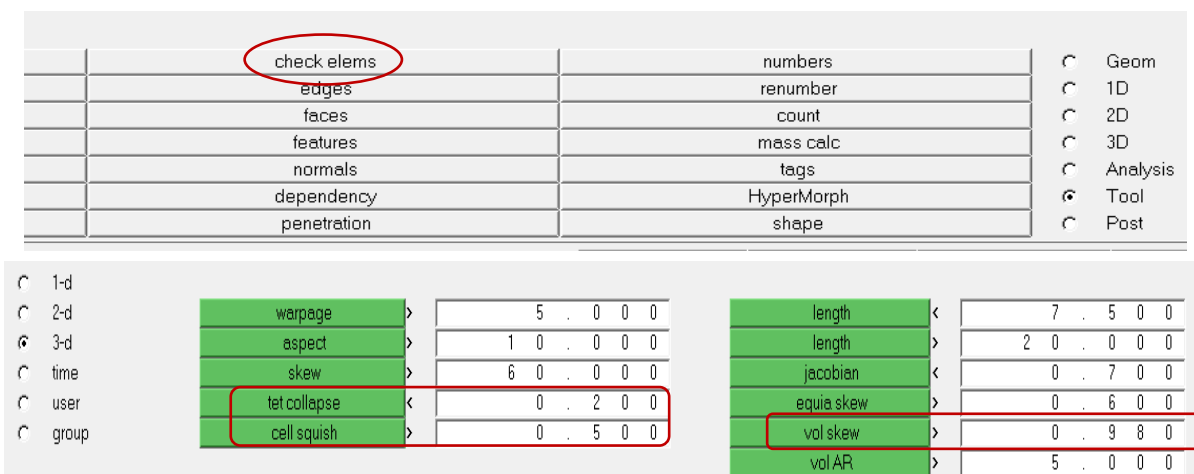 check elems numbers Geom
edges renumber 1D
faces count 2D
features mass calc 3D
normals tags Analysis
dependency HyperMorph Tool
penetration shape Post
1-d
2-d warpage > 5.000 length < 7.500
3-d aspect > 10.000 length > 20.000
time skew > 60.000 jacobian < 0.700
user tet collapse < 0.200 equia skew > 0.600
group cell squish > 0.500 vol skew > 0.980
vol AR > 5.000